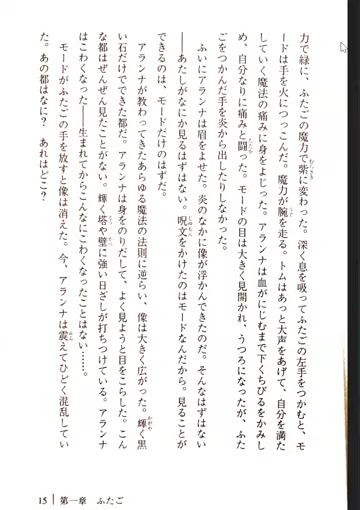 力で緑に、ふたごの魔力で紫に変わった。深く息を吸ってふたごの左手をつかむと、モ
ードは手を火につっこんだ。魔力が腕を走る。トムはあっと大声をあげて、自分を満た
していく魔法の痛みに身をよじった。アランナは血がにじむまで下くちびるをかみし
め、自分なりに痛みと闘った。モードの目は大きく見開かれ、うつろになったが、ふた
ごをつかんだ手を炎から出したりしなかった。
ふいにアランナは眉をよせた。炎のなかに像が浮かんできたのだ。そんなはずはない
――あたしがなにか見るはずはない。呪文をかけたのはモードなんだから。見ることが
できるのは、モードだけのはずだ。
アランナが教わってきたあらゆる魔法の法則に逆らい、像は大きく広がった。輝く黒
い石だけでできた都だ。アランナは身をのりだして、よく見ようと目をこらした。こん
な都はぜんぜん見たことがない。輝く塔や壁に強い日ざしが打ちつけている。アランナ
はこわくなった――生まれてからこんなにこわくなったことはない……。
モードがふたごの手を放すと像は消えた。今、アランナは震えてひどく混乱してい
た。あの都はなに？　あれはどこ？
15 第一章 ふたご